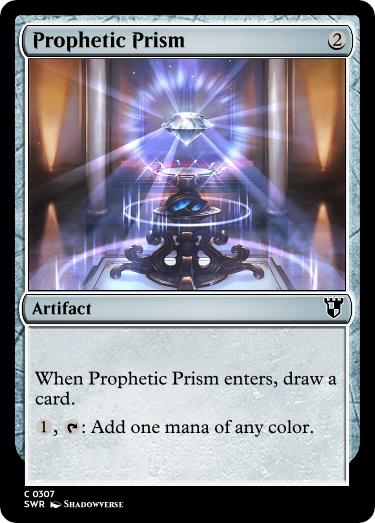 Prophetic Prism 2
Artifact
When Prophetic Prism enters, draw a
card.
1, : Add one mana of any color.
C 0307
SWR Shadowverse